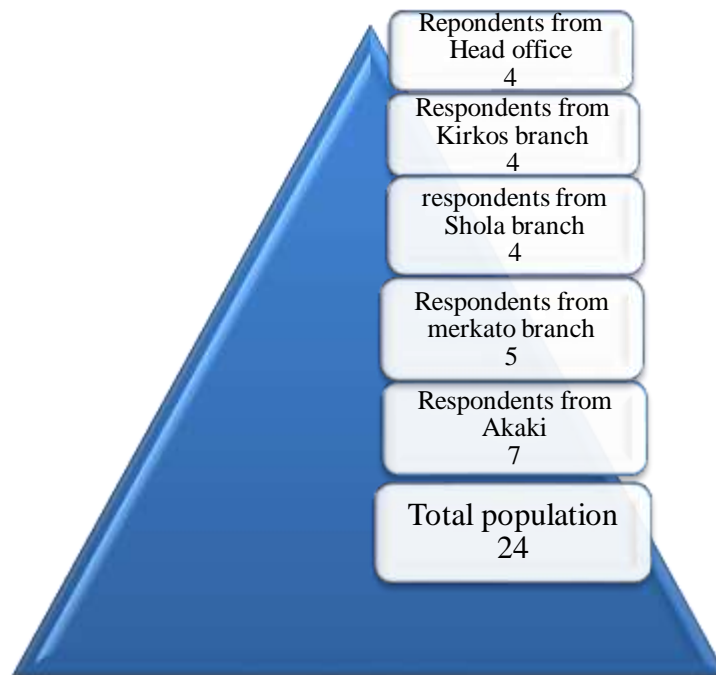 Repondents from
Head office
4
Respondents from
Kirkos branch
4
respondents from
Shola branch
4
Respondents from
merkato branch
5
Respondents from
Akaki
7
Total population
24